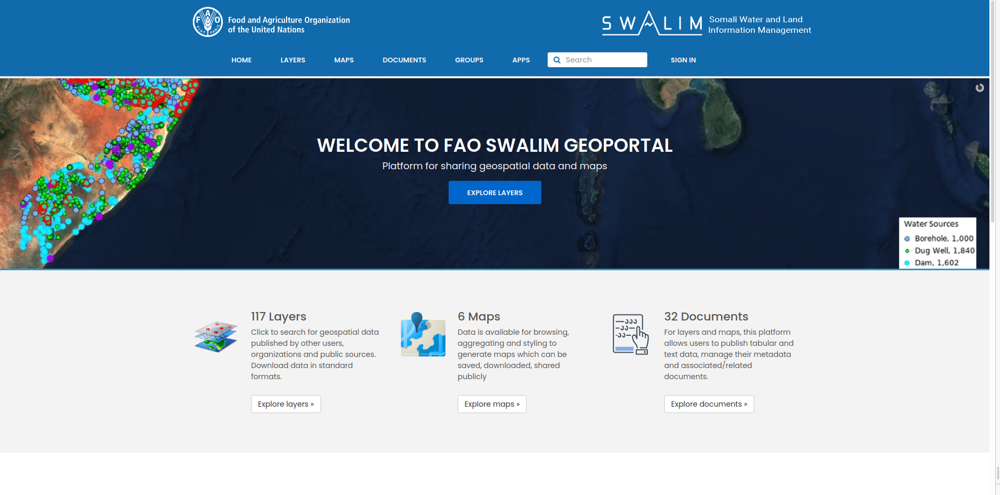 FAO
FIAT PANIS
Food and Agriculture Organization
of the United Nations
SWALIM
Somali Water and Land
Information Management
HOME
LAYERS
MAPS
DOCUMENTS
GROUPS
APPS
Search
SIGN IN
WELCOME TO FAO SWALIM GEOPORTAL
Platform for sharing geospatial data and maps
EXPLORE LAYERS
Water Sources
Borehole, 1,000
Dug Well, 1,840
Dam, 1,602
117 Layers
Click to search for geospatial data
published by other users,
organizations and public sources.
Download data in standard
formats.
Explore layers »
6 Maps
Data is available for browsing,
aggregating and styling to
generate maps which can be
saved, downloaded, shared
publicly
Explore maps »
32 Documents
For layers and maps, this platform
allows users to publish tabular and
text data, manage their metadata
and associated/related
documents.
Explore documents »